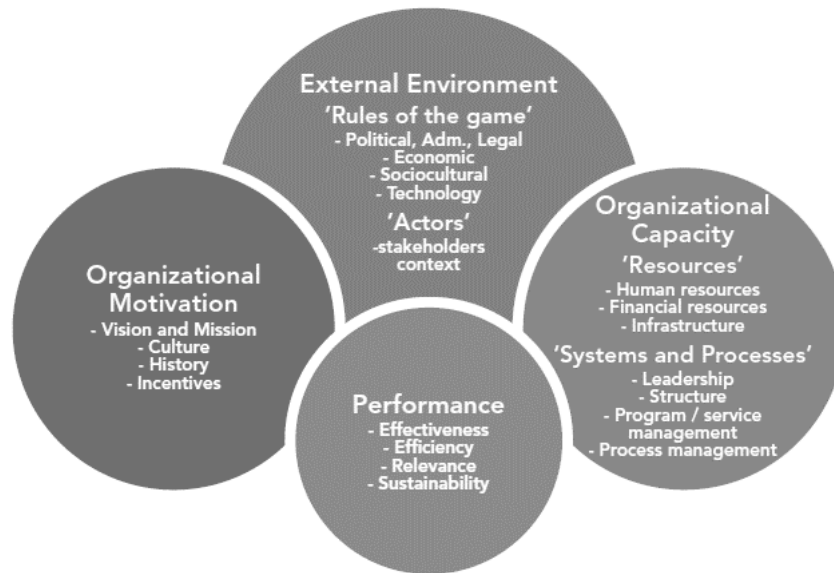 External Environment
'Rules of the game'
- Political, Adm., Legal
- Economic
- Sociocultural
- Technology
'Actors'
-stakeholders
context
Organizational
Motivation
- Vision and Mission
- Culture
- History
- Incentives
Organizational
Capacity
'Resources'
- Human resources
- Financial resources
- Infrastructure
'Systems and Processes'
- Leadership
- Structure
- Program / service
management
- Process management
Performance
- Effectiveness
- Efficiency
- Relevance
- Sustainability